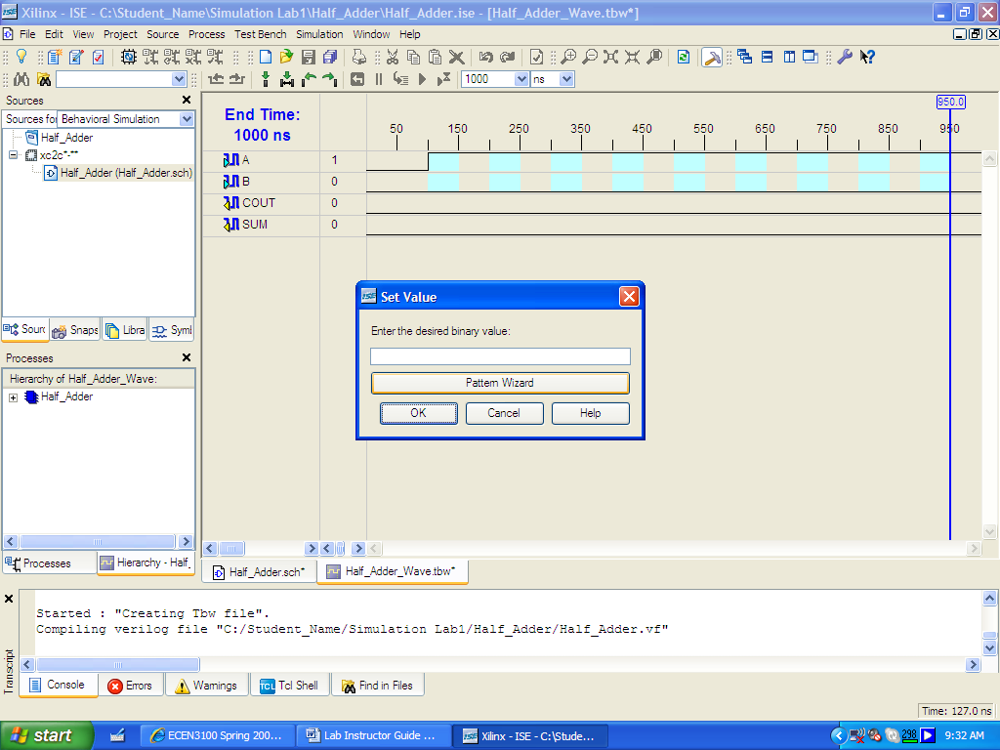 Xilinx - ISE - C:\Student_Name\Simulation Lab1\Half_Adder\Half_Adder.ise - [Half_Adder_Wave.tbw*]
File Edit View Project Source Process Test Bench Simulation Window Help
1000 ns
Sources
Sources for Behavioral Simulation
Half_Adder
xc2c*-**
Half_Adder (Half_Adder.sch)
Sourc Snaps Libra Syml
Processes
Hierarchy of Half_Adder_Wave:
Half_Adder
Processes Hierarchy - Half_
End Time:
1000 ns
950.0
50 150 250 350 450 550 650 750 850 950
A 1
B 0
COUT 0
SUM 0
Set Value
Enter the desired binary value:
Pattern Wizard
OK Cancel Help
Half_Adder.sch* Half_Adder_Wave.tbw*
Started : "Creating Tbw file".
Compiling verilog file "C:/Student_Name/Simulation Lab1/Half_Adder/Half_Adder.vf"
Transcript
Console Errors Warnings TCL Tcl Shell Find in Files
Time: 127.0 ns
start ECEN3100 Spring 200... Lab Instructor Guide ... ISE Xilinx - ISE - C:\Stude... 298 9:32 AM